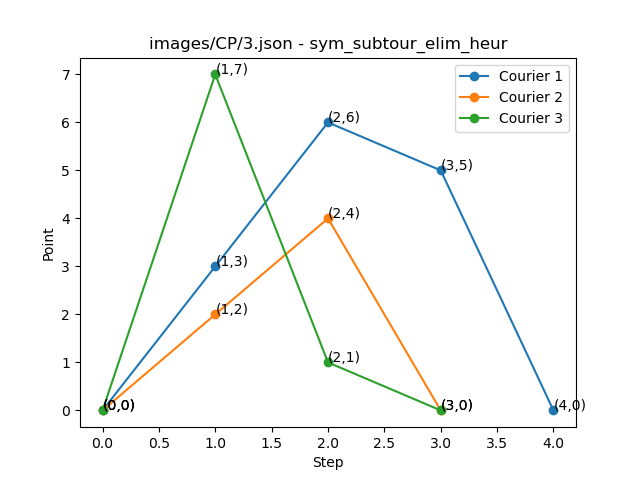 images/CP/3.json - sym_subtour_elim_heur
Courier 1
Courier 2
Courier 3
Point
7
6
5
4
3
2
1
0
(1,7)
(2,6)
(3,5)
(2,4)
(1,3)
(1,2)
(2,1)
(0,0)
(3,0)
(4,0)
0.0 0.5 1.0 1.5 2.0 2.5 3.0 3.5 4.0
Step